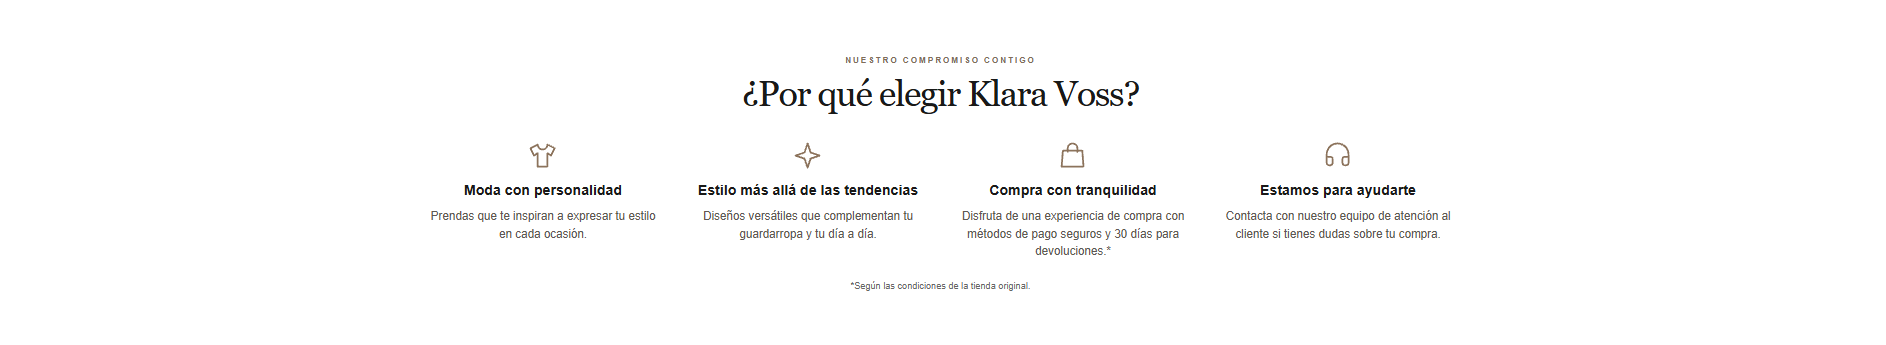 NUESTRO COMPROMISO CONTIGO
¿Por qué elegir Klara Voss?
Moda con personalidad
Prendas que te inspiran a expresar tu estilo
en cada ocasión.
Estilo más allá de las tendencias
Diseños versátiles que complementan tu
guardarropa y tu día a día.
Compra con tranquilidad
Disfruta de una experiencia de compra con
métodos de pago seguros y 30 días para
devoluciones.*
Estamos para ayudarte
Contacta con nuestro equipo de atención al
cliente si tienes dudas sobre tu compra.
*Según las condiciones de la tienda original.